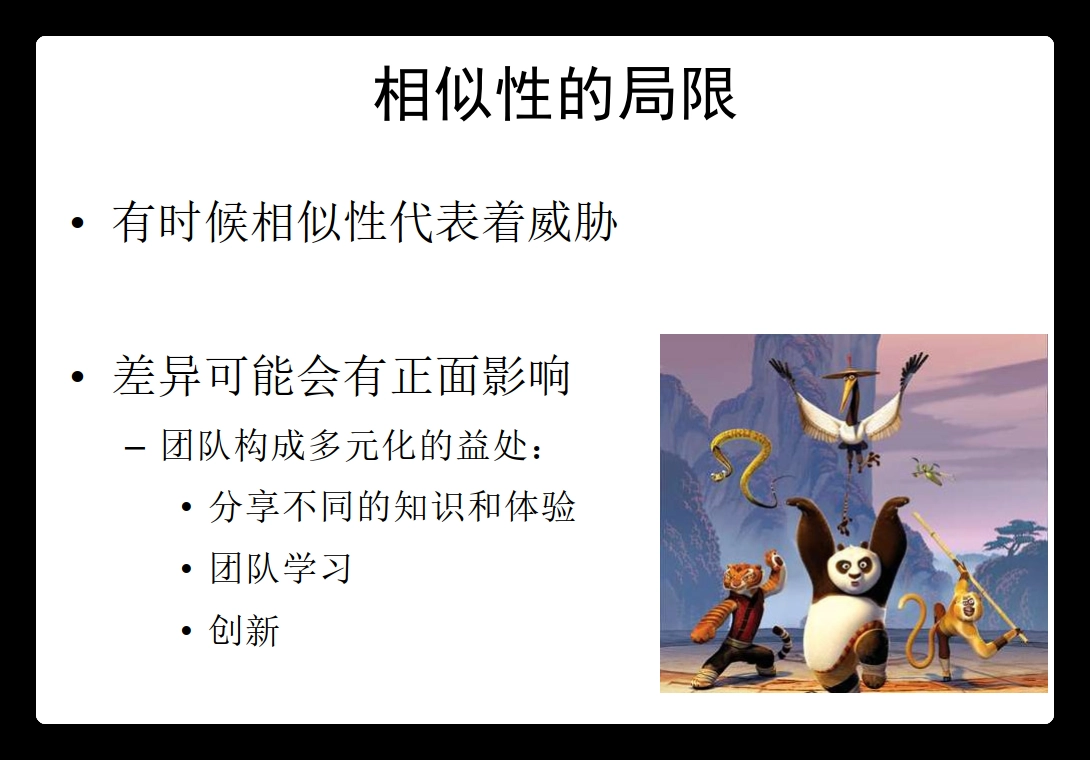 相似性的局限
• 有时候相似性代表着威胁
• 差异可能会有正面影响
– 团队构成多元化的益处：
• 分享不同的知识和体验
• 团队学习
• 创新